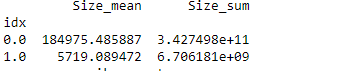 Size_mean Size_sum
idx
0.0 184975.485887 3.427498e+11
1.0 5719.089472 6.706181e+09